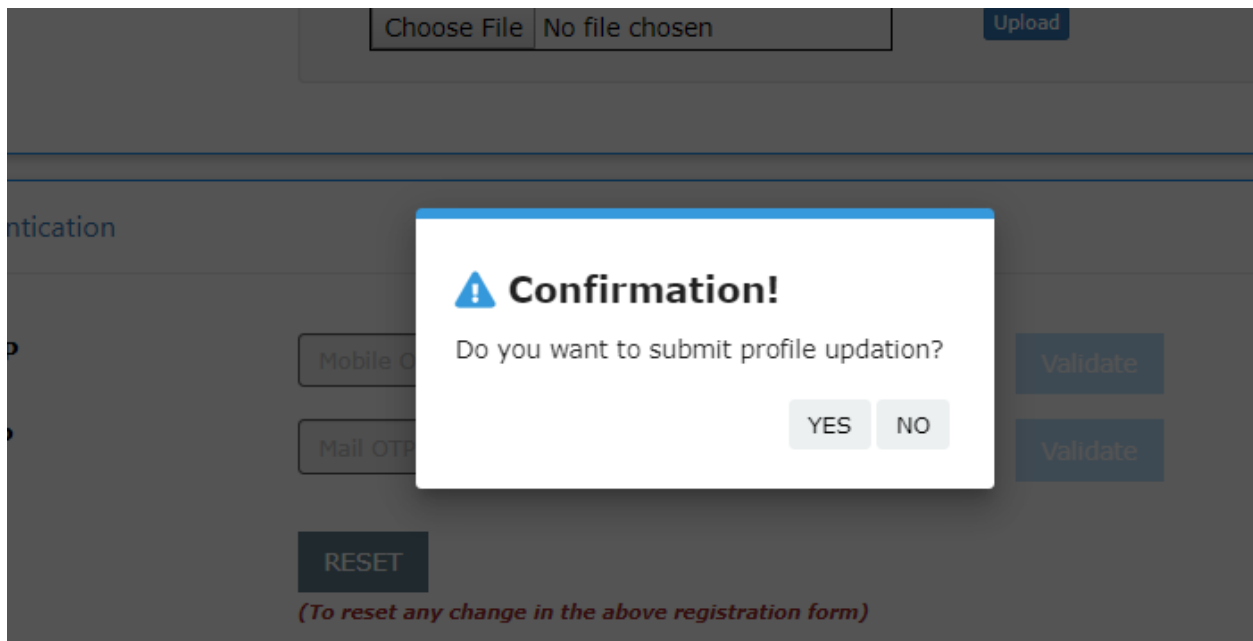 Choose File No file chosen Upload
ntication
Confirmation!
Do you want to submit profile updation?
YES NO
Mobile O Validate
Mail OTP Validate
RESET
(To reset any change in the above registration form)